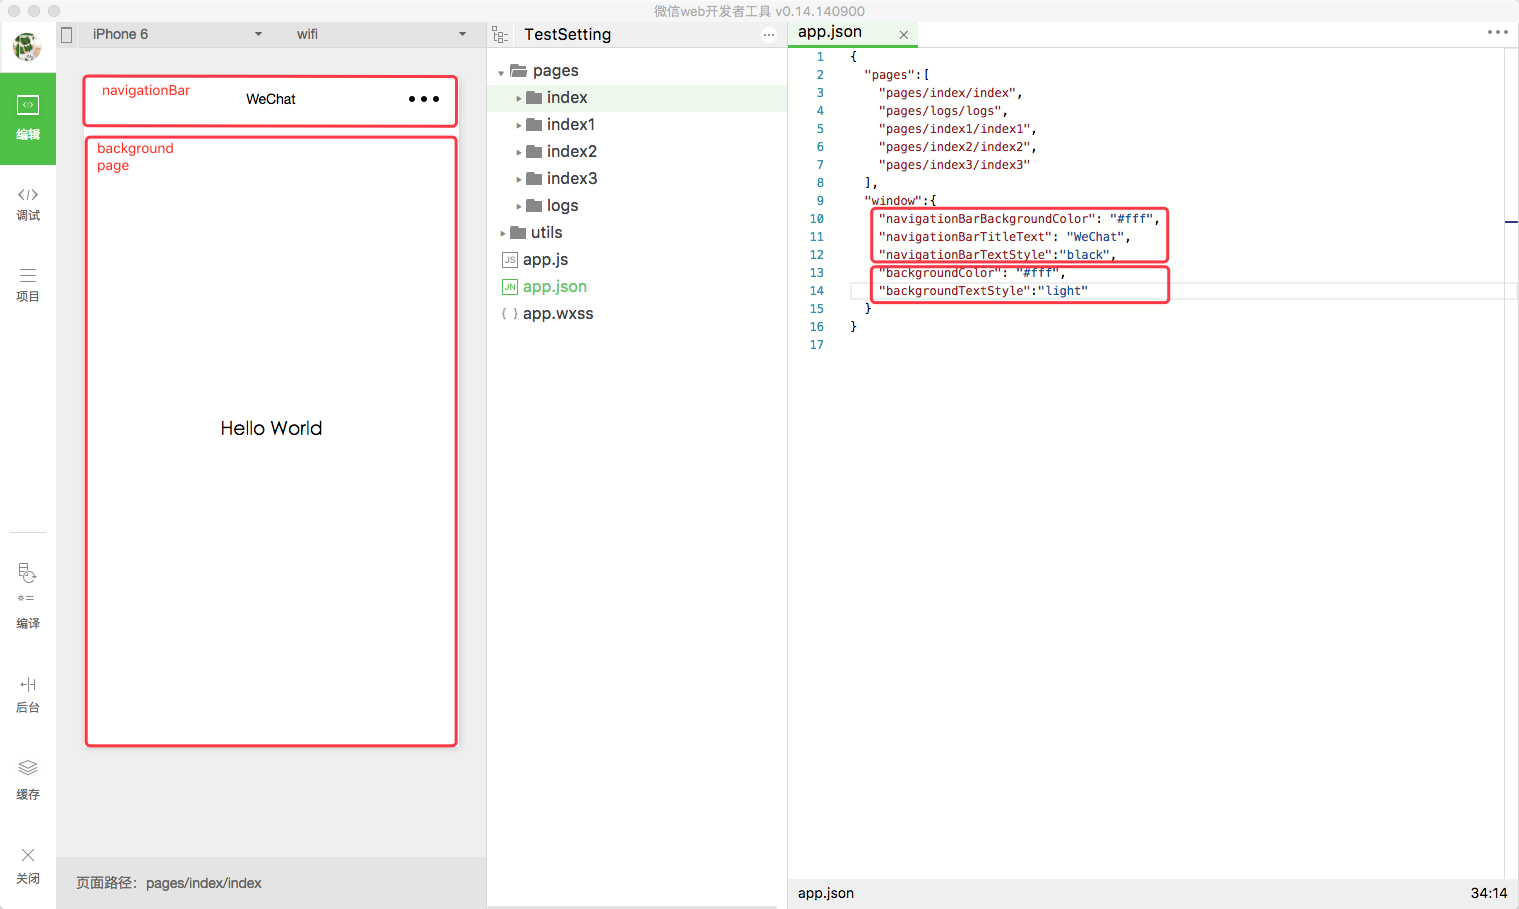 微信web开发者工具 v0.14.140900
iPhone 6
wifi
编辑
调试
项目
编译
后台
缓存
关闭
navigationBar
WeChat
background
page
Hello World
页面路径: pages/index/index
TestSetting
pages
index
index1
index2
index3
logs
utils
JS app.js
JN app.json
{ } app.wxss
app.json
1 {
2 "pages":[
3 "pages/index/index",
4 "pages/logs/logs",
5 "pages/index1/index1",
6 "pages/index2/index2",
7 "pages/index3/index3"
8 ],
9 "window":{
10 "navigationBarBackgroundColor": "#fff",
11 "navigationBarTitleText": "WeChat",
12 "navigationBarTextStyle":"black",
13 "backgroundColor": "#fff",
14 "backgroundTextStyle":"light"
15 }
16 }
17
app.json
34:14